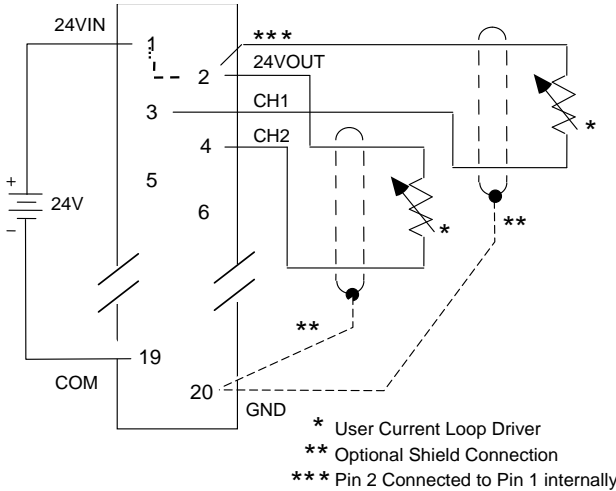 24VIN
1
***
2
24VOUT
3
CH1
*
4
CH2
5
+
24V
6
−
*
**
**
19
COM
20
GND
* User Current Loop Driver
** Optional Shield Connection
*** Pin 2 Connected to Pin 1 internally